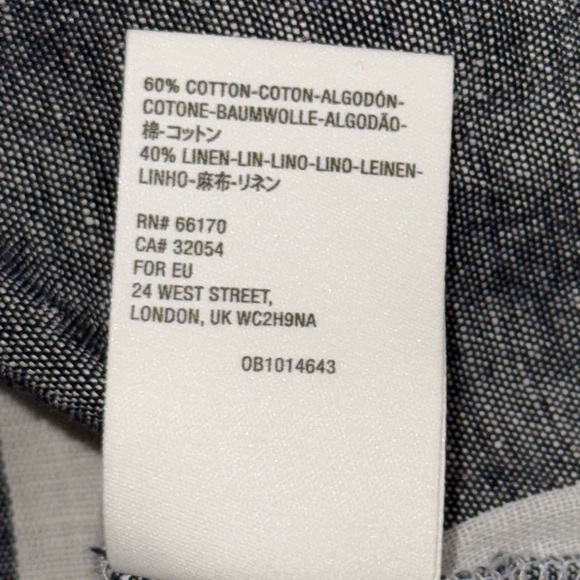 60% COTTON-COTON-ALGODÓN-
COTONE-BAUMWOLLE-ALGODÃO-
棉-コットン
40% LINEN-LIN-LINO-LINO-LEINEN-
LINHO-麻布-リネン
RN# 66170
CA# 32054
FOR EU
24 WEST STREET,
LONDON, UK WC2H9NA
OB1014643